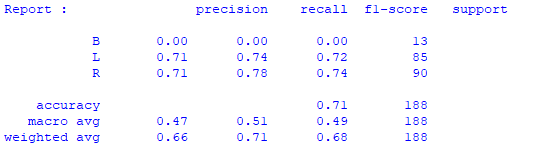 Report : precision recall f1-score support
B 0.00 0.00 0.00 13
L 0.71 0.74 0.72 85
R 0.71 0.78 0.74 90
accuracy 0.71 188
macro avg 0.47 0.51 0.49 188
weighted avg 0.66 0.71 0.68 188